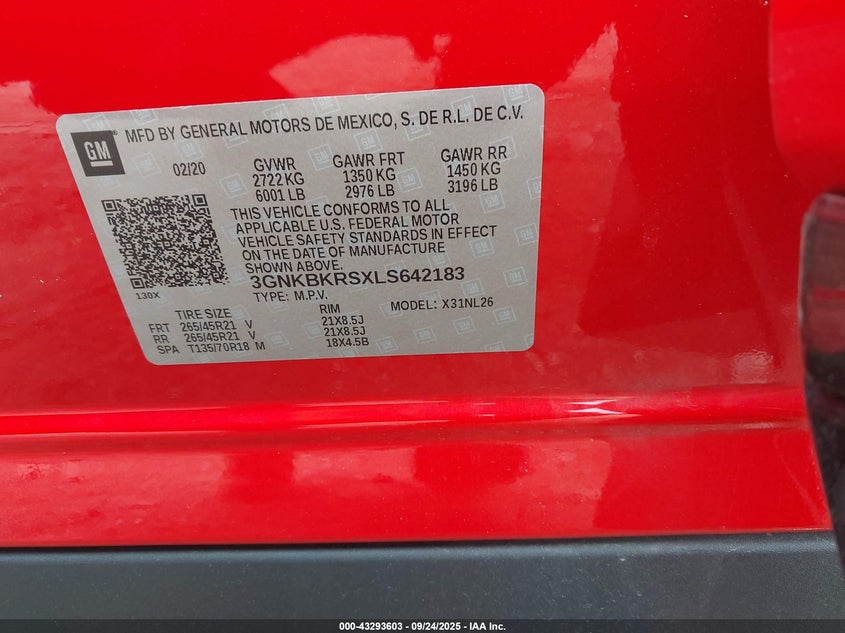 GM
MFD BY GENERAL MOTORS DE MEXICO, S. DE R.L. DE C.V.
02/20 GVWR GAWR FRT GAWR RR
2722 KG 1350 KG 1450 KG
6001 LB 2976 LB 3196 LB
THIS VEHICLE CONFORMS TO ALL
APPLICABLE U.S. FEDERAL MOTOR
VEHICLE SAFETY STANDARDS IN EFFECT
ON THE DATE OF MANUFACTURE
SHOWN ABOVE.
3GNKBKRSXLS642183
130X
TYPE: M.P.V. MODEL: X31NL26
TIRE SIZE RIM
FRT 265/45R21 V 21X8.5J
RR 265/45R21 V 21X8.5J
SPA T135/70R18 M 18X4.5B
000-43293603 - 09/24/2025 - IAA Inc.